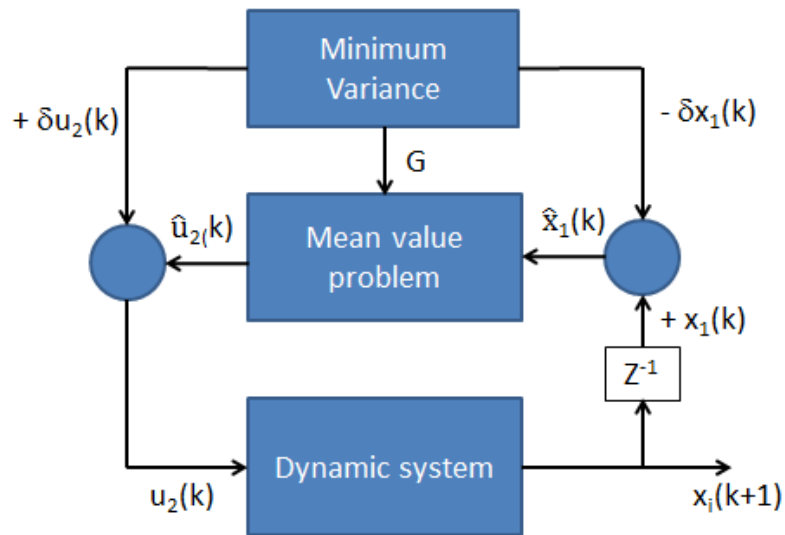 Minimum
Variance
+ δu₂(k)
- δx₁(k)
G
û₂₍k)
Mean value
problem
x̂₁(k)
+ x₁(k)
Z⁻¹
Dynamic system
u₂(k)
xᵢ(k+1)